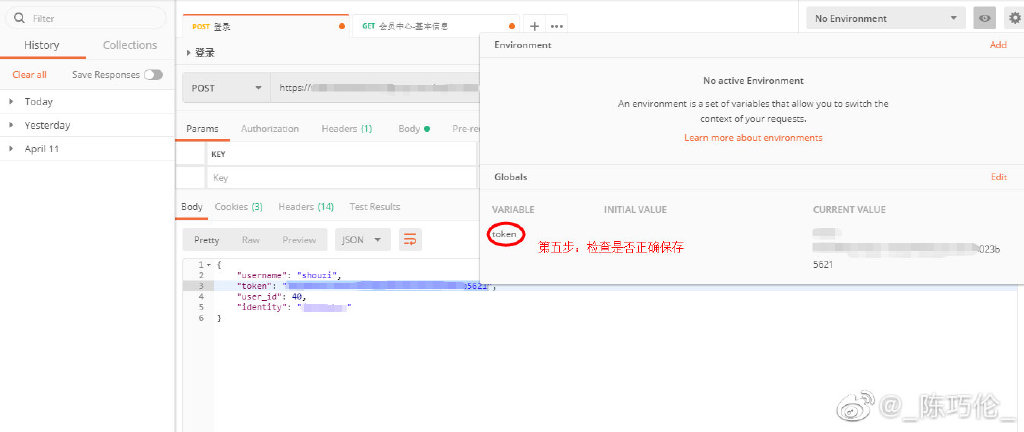 Filter
History
Collections
Clear all
Save Responses
Today
Yesterday
April 11
POST 登录
GET 会员中心-基本信息
No Environment
登录
POST
https://
Params
Authorization
Headers (1)
Body
Pre-re
KEY
Key
Body
Cookies (3)
Headers (14)
Test Results
Pretty
Raw
Preview
JSON
1 {
2 "username": "shouzi",
3 "token": "5621",
4 "user_id": 40,
5 "identity": ""
6 }
Environment
Add
No active Environment
An environment is a set of variables that allow you to switch the
context of your requests.
Learn more about environments
Globals
Edit
VARIABLE
INITIAL VALUE
CURRENT VALUE
token
第五步：检查是否正确保存
023b
5621
@_陈巧伦_